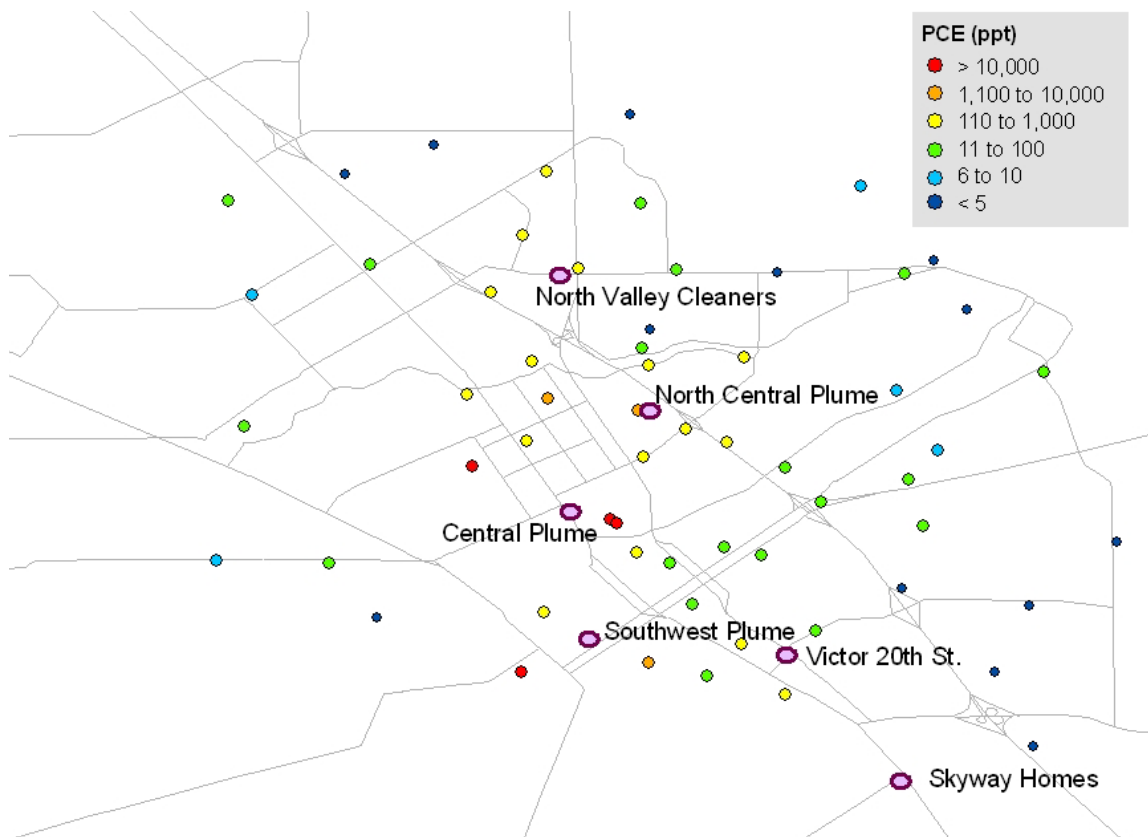 PCE (ppt)
> 10,000
1,100 to 10,000
110 to 1,000
11 to 100
6 to 10
< 5
North Valley Cleaners
North Central Plume
Central Plume
Southwest Plume
Victor 20th St.
Skyway Homes